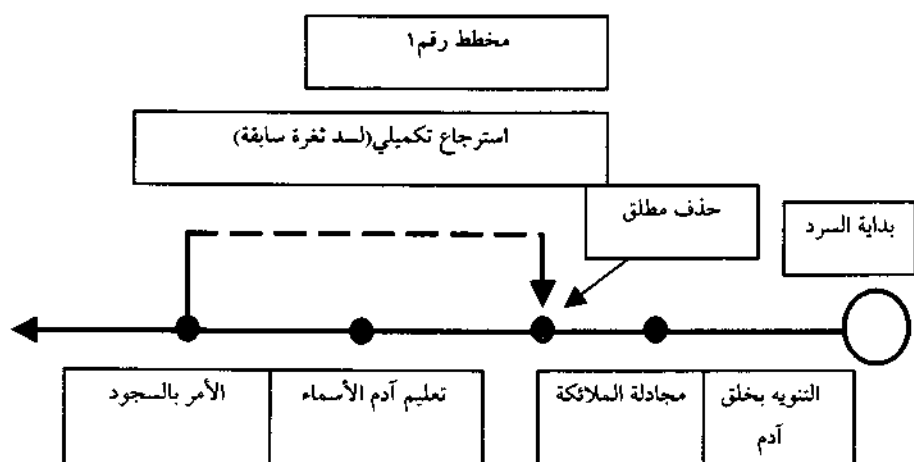 مخطط رقم١
استرجاع تكميلي(لسد ثغرة سابقة)
حذف مطلق
بداية السرد
التنويه بخلق
آدم
مجادلة الملائكة
تعليم آدم الأسماء
الأمر بالسجود